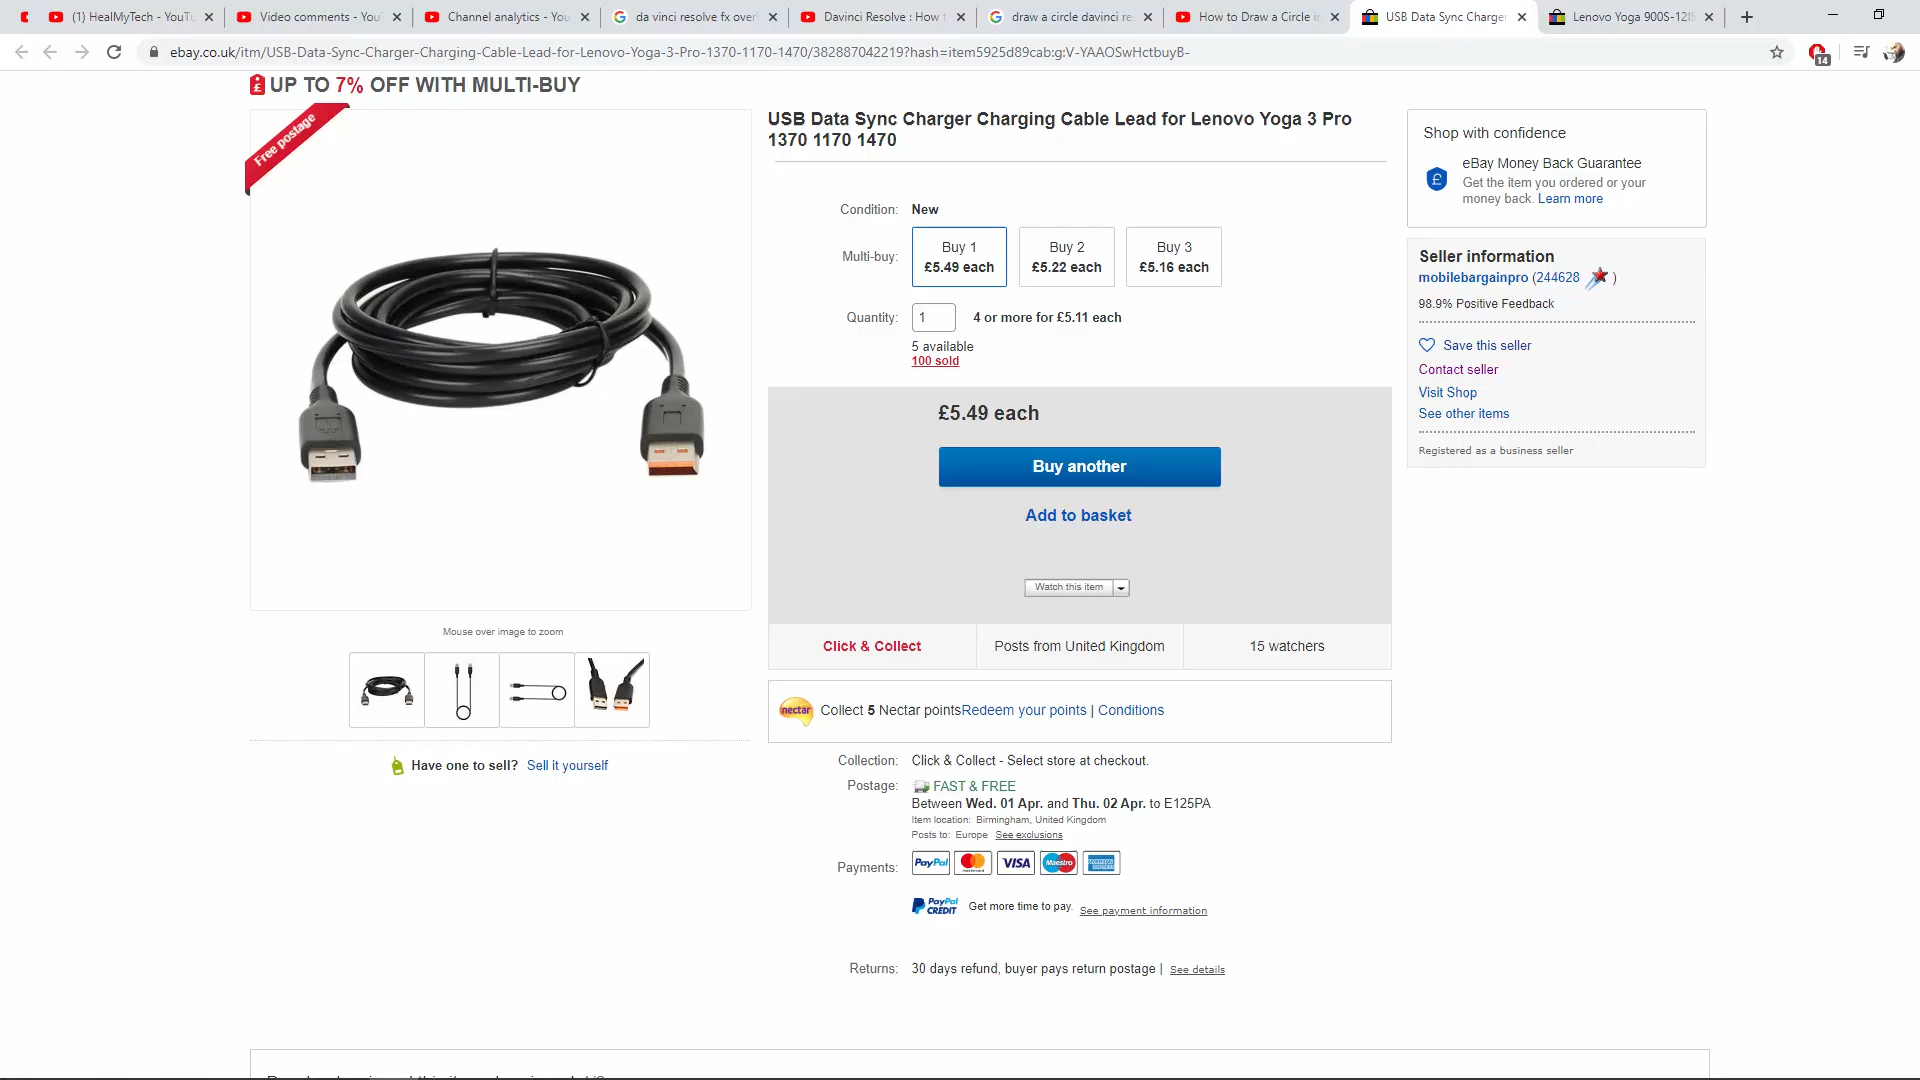 (1) HealMyTech - YouTu
Video comments - You
Channel analytics - You
da vinci resolve fx over
Davinci Resolve : How t
draw a circle davinci re
How to Draw a Circle in
USB Data Sync Charger
Lenovo Yoga 900S-12IS
ebay.co.uk/itm/USB-Data-Sync-Charger-Charging-Cable-Lead-for-Lenovo-Yoga-3-Pro-1370-1170-1470/382887042219?hash=item5925d89cab:g:V-YAAOSwHctbuyB-
14
UP TO 7% OFF WITH MULTI-BUY
Free postage
USB Data Sync Charger Charging Cable Lead for Lenovo Yoga 3 Pro
1370 1170 1470
Condition: New
Multi-buy:
Buy 1
£5.49 each
Buy 2
£5.22 each
Buy 3
£5.16 each
Quantity: 1 4 or more for £5.11 each
5 available
100 sold
£5.49 each
Buy another
Add to basket
Watch this item
Click & Collect
Posts from United Kingdom
15 watchers
Mouse over image to zoom
Have one to sell? Sell it yourself
nectar
Collect 5 Nectar pointsRedeem your points | Conditions
Collection: Click & Collect - Select store at checkout.
Postage: FAST & FREE
Between Wed. 01 Apr. and Thu. 02 Apr. to E125PA
Item location: Birmingham, United Kingdom
Posts to: Europe See exclusions
Payments: PayPal VISA Maestro
PayPal CREDIT Get more time to pay. See payment information
Returns: 30 days refund, buyer pays return postage | See details
Shop with confidence
eBay Money Back Guarantee
Get the item you ordered or your
money back. Learn more
Seller information
mobilebargainpro (244628 )
98.9% Positive Feedback
Save this seller
Contact seller
Visit Shop
See other items
Registered as a business seller